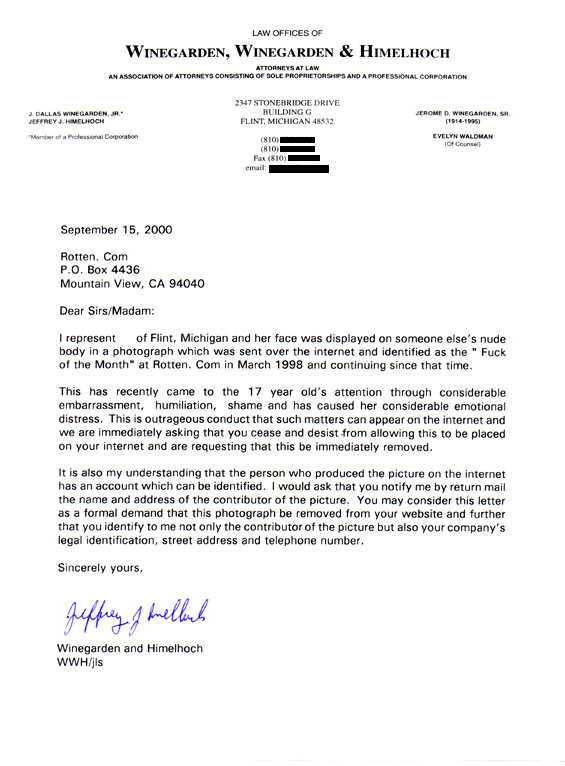 LAW OFFICES OF
WINEGARDEN, WINEGARDEN & HIMELHOCH
ATTORNEYS AT LAW
AN ASSOCIATION OF ATTORNEYS CONSISTING OF SOLE PROPRIETORSHIPS AND A PROFESSIONAL CORPORATION
J. DALLAS WINEGARDEN, JR.*
JEFFREY J. HIMELHOCH
*Member of a Professional Corporation
2347 STONEBRIDGE DRIVE
BUILDING G
FLINT, MICHIGAN 48532
(810)
(810)
Fax (810)
email:
JEROME D. WINEGARDEN, SR.
(1914-1995)
EVELYN WALDMAN
(Of Counsel)
September 15, 2000
Rotten. Com
P.O. Box 4436
Mountain View, CA 94040
Dear Sirs/Madam:
I represent of Flint, Michigan and her face was displayed on someone else's nude
body in a photograph which was sent over the internet and identified as the " Fuck
of the Month" at Rotten. Com in March 1998 and continuing since that time.
This has recently came to the 17 year old's attention through considerable
embarrassment, humiliation, shame and has caused her considerable emotional
distress. This is outrageous conduct that such matters can appear on the internet and
we are immediately asking that you cease and desist from allowing this to be placed
on your internet and are requesting that this be immediately removed.
It is also my understanding that the person who produced the picture on the internet
has an account which can be identified. I would ask that you notify me by return mail
the name and address of the contributor of the picture. You may consider this letter
as a formal demand that this photograph be removed from your website and further
that you identify to me not only the contributor of the picture but also your company's
legal identification, street address and telephone number.
Sincerely yours,
Jeffrey J Himelhoch
Winegarden and Himelhoch
WWH/jls